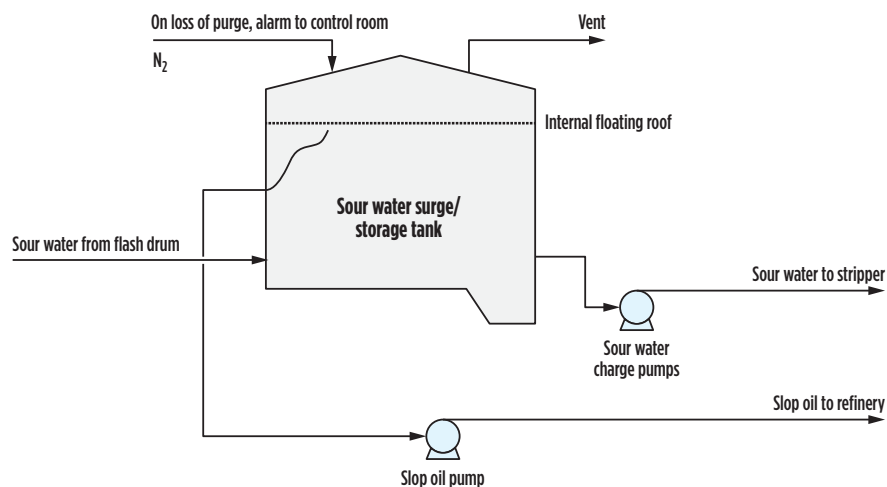 On loss of purge, alarm to control room
N2
Vent
Internal floating roof
Sour water surge/
storage tank
Sour water from flash drum
Sour water to stripper
Sour water
charge pumps
Slop oil to refinery
Slop oil pump